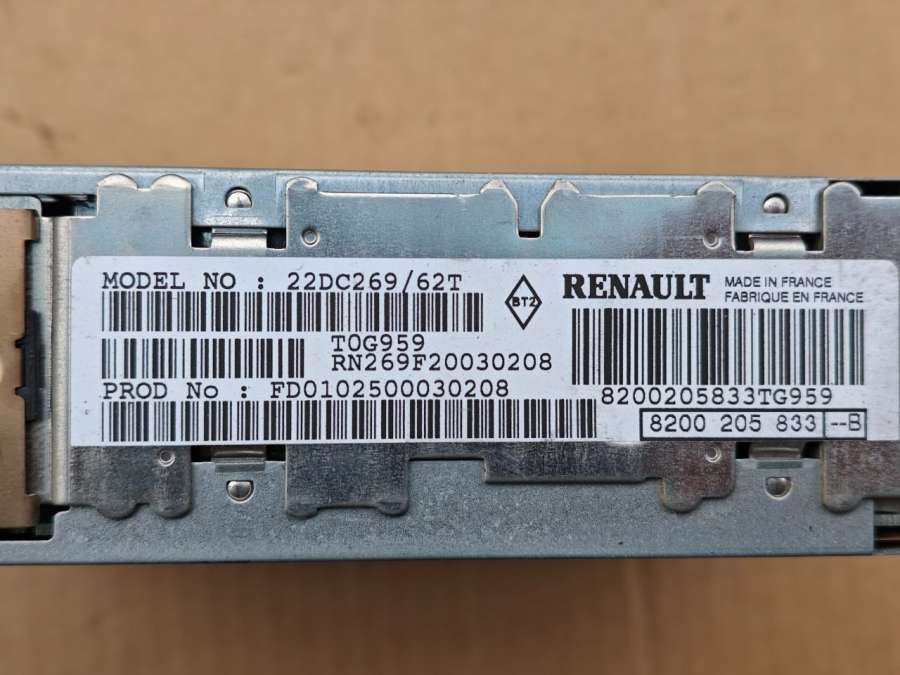 MODEL NO : 22DC269/62T
T0G959
RN269F20030208
PROD No : FD0102500030208
BT2
RENAULT
MADE IN FRANCE
FABRIQUE EN FRANCE
8200205833TG959
8200 205 833 --B